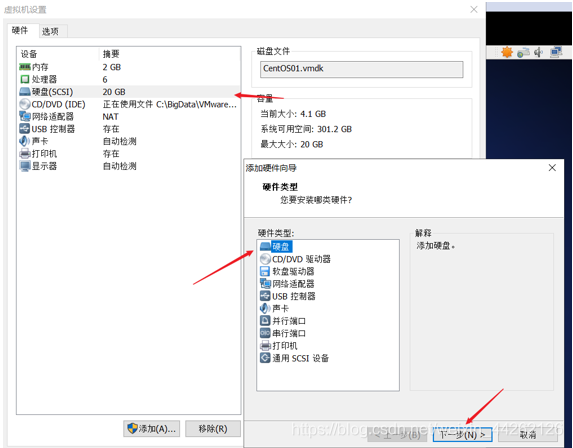 虚拟机设置
硬件 选项
设备 摘要
内存 2 GB
处理器 6
硬盘(SCSI) 20 GB
CD/DVD (IDE) 正在使用文件 C:\BigData\VMware...
网络适配器 NAT
USB 控制器 存在
声卡 自动检测
打印机 存在
显示器 自动检测
添加(A)... 移除(R)
磁盘文件
CentOS01.vmdk
容量
当前大小: 4.1 GB
系统可用空间: 301.2 GB
最大大小: 20 GB
添加硬件向导
硬件类型
您要安装哪类硬件?
硬件类型:
硬盘
CD/DVD 驱动器
软盘驱动器
网络适配器
USB 控制器
声卡
并行端口
串行端口
打印机
通用 SCSI 设备
解释
添加硬盘。
< 上一步(B) 下一步(N) > 取消